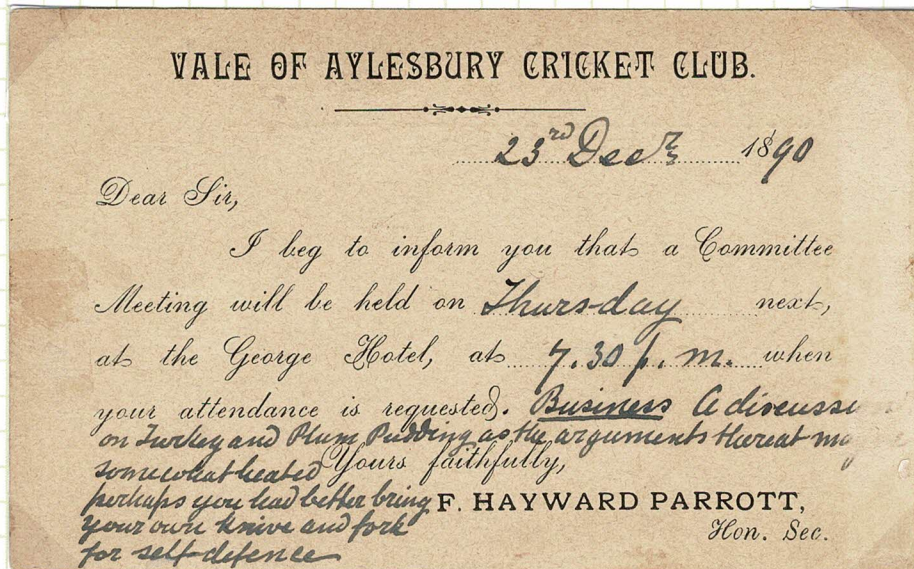 VALE OF AYLESBURY CRICKET CLUB.
23rd Decr 1890
Dear Sir,
I beg to inform you that a Committee
Meeting will be held on Thursday next,
at the George Hotel, at 7.30 p.m. when
your attendance is requested. Business A discussi
on Turkey and Plum Pudding as the arguments thereat may
somewhat heated Yours faithfully,
perhaps you had better bring F. HAYWARD PARROTT,
your own knive and fork Hon. Sec.
for self-defence